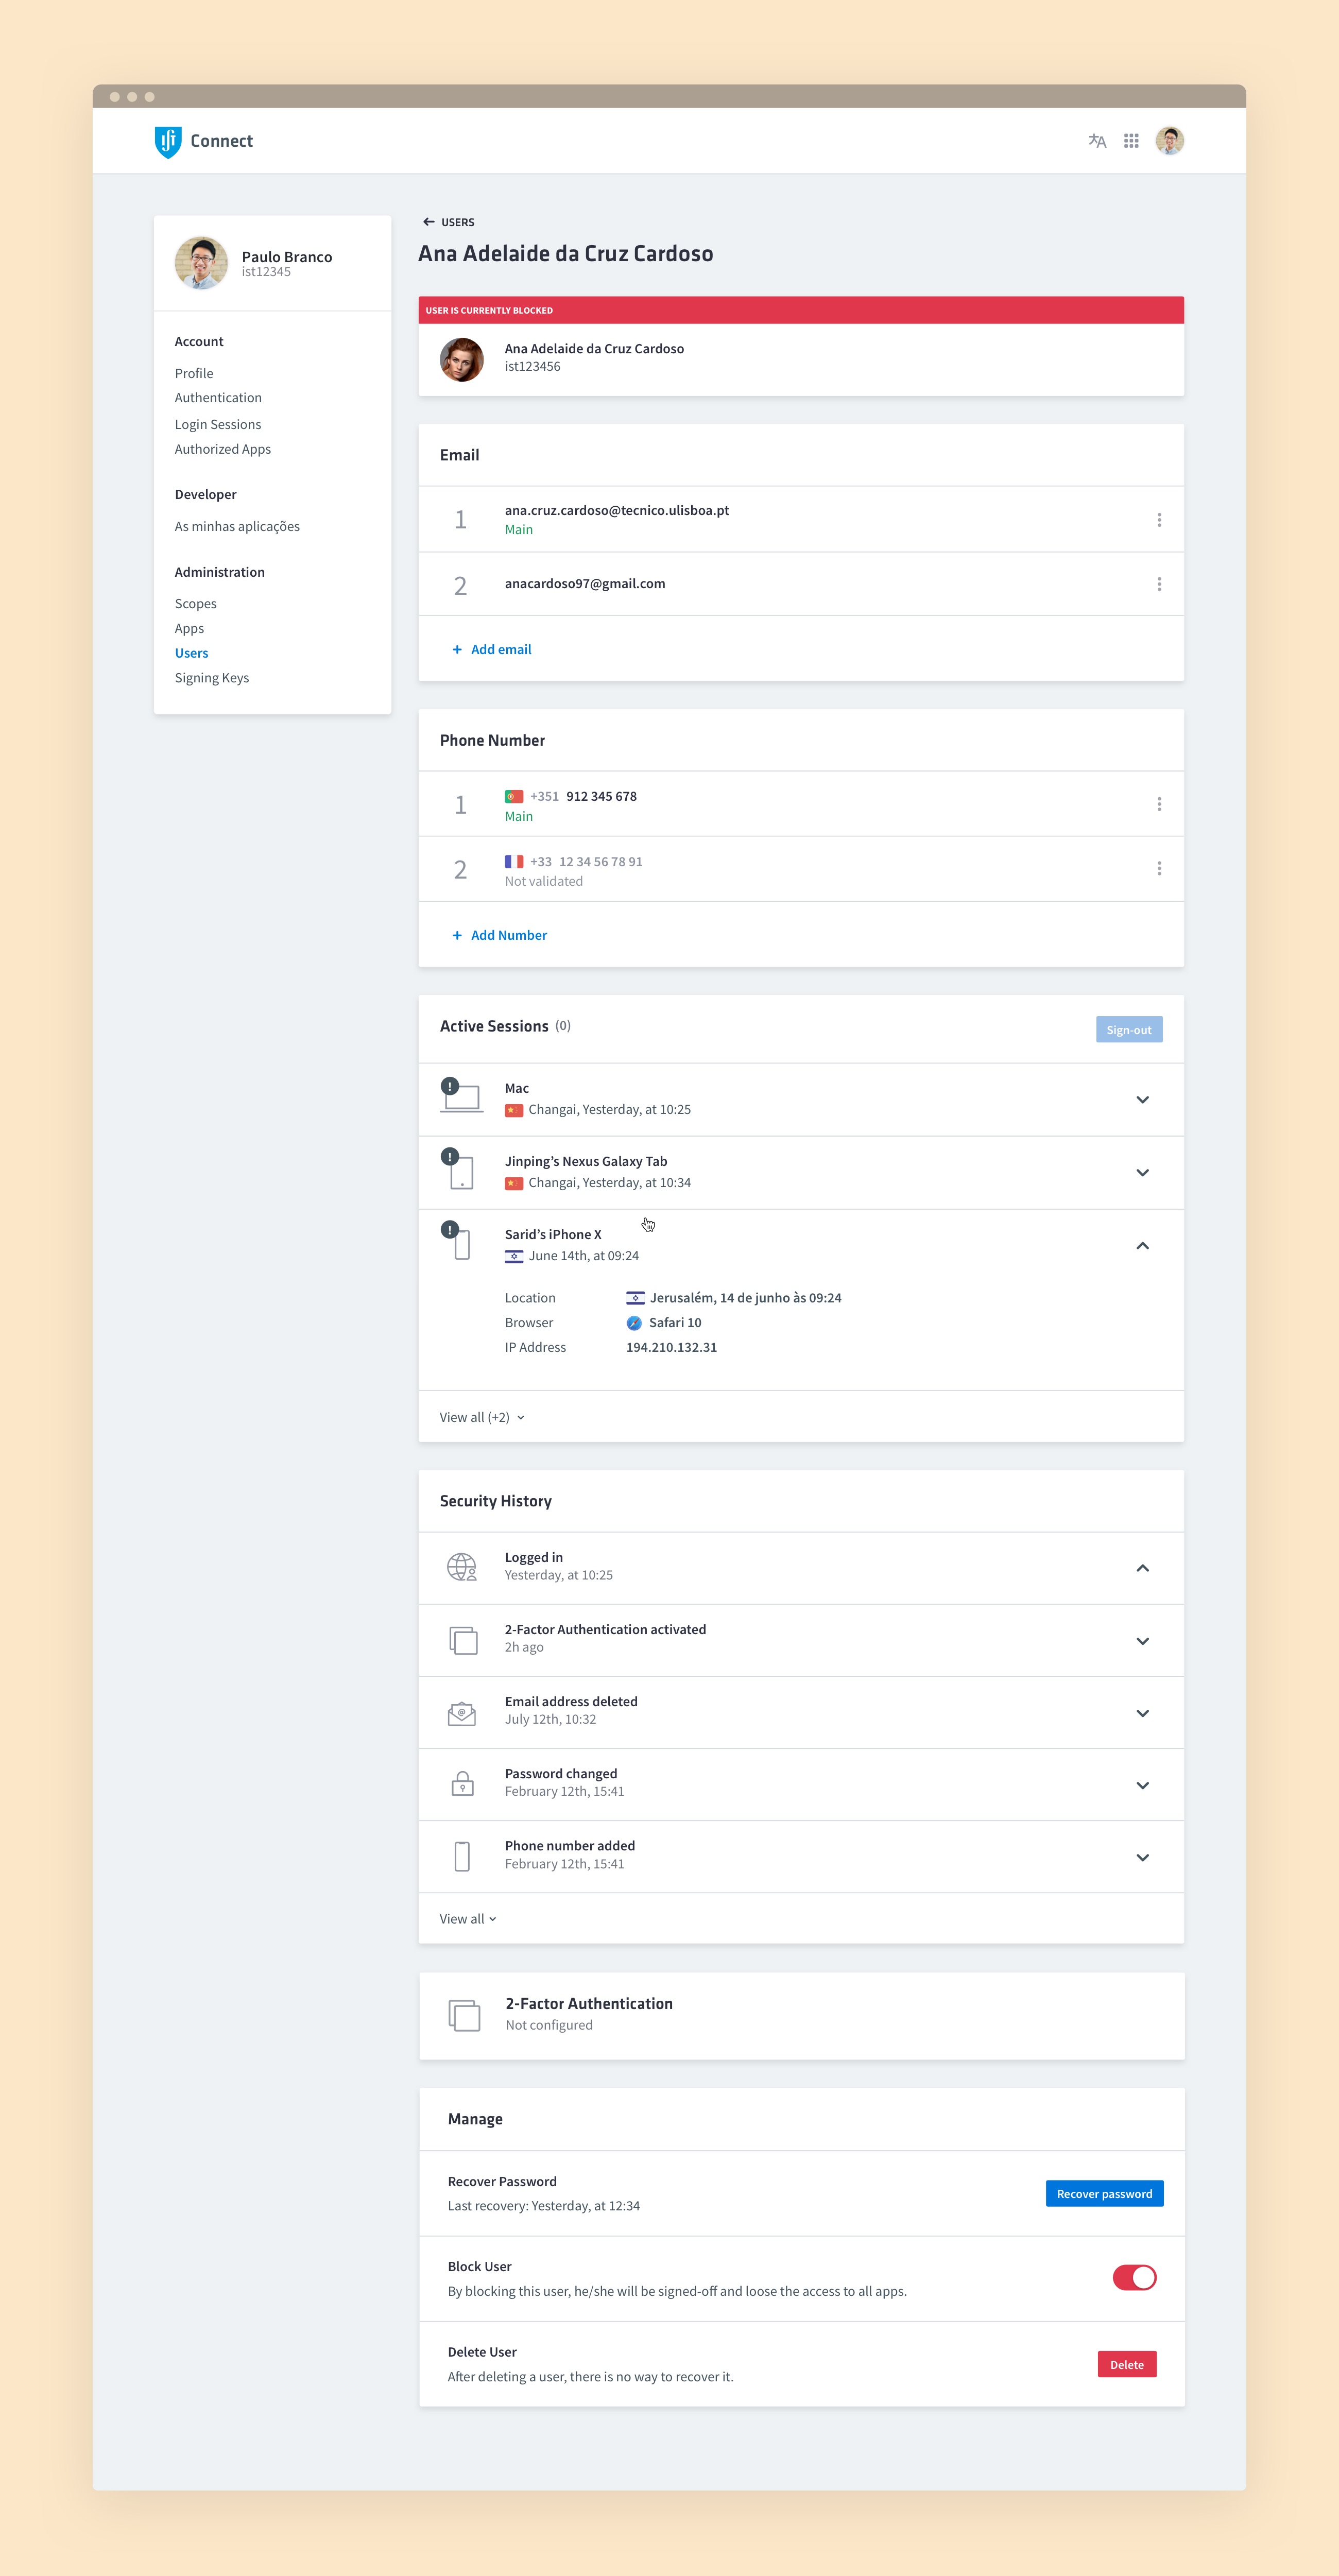 Connect
Paulo Branco
ist12345
Account
Profile
Authentication
Login Sessions
Authorized Apps
Developer
As minhas aplicações
Administration
Scopes
Apps
Users
Signing Keys
USERS
Ana Adelaide da Cruz Cardoso
USER IS CURRENTLY BLOCKED
Ana Adelaide da Cruz Cardoso
ist123456
Email
1
ana.cruz.cardoso@tecnico.ulisboa.pt
Main
2
anacardoso97@gmail.com
+ Add email
Phone Number
1
+351 912 345 678
Main
2
+33 12 34 56 78 91
Not validated
+ Add Number
Active Sessions (0)
Sign-out
!
Mac
Changai, Yesterday, at 10:25
!
Jinping’s Nexus Galaxy Tab
Changai, Yesterday, at 10:34
!
Sarid’s iPhone X
June 14th, at 09:24
Location Jerusalém, 14 de junho às 09:24
Browser Safari 10
IP Address 194.210.132.31
View all (+2)
Security History
Logged in
Yesterday, at 10:25
2-Factor Authentication activated
2h ago
@
Email address deleted
July 12th, 10:32
Password changed
February 12th, 15:41
Phone number added
February 12th, 15:41
View all
2-Factor Authentication
Not configured
Manage
Recover Password
Last recovery: Yesterday, at 12:34
Recover password
Block User
By blocking this user, he/she will be signed-off and loose the access to all apps.
Delete User
After deleting a user, there is no way to recover it.
Delete